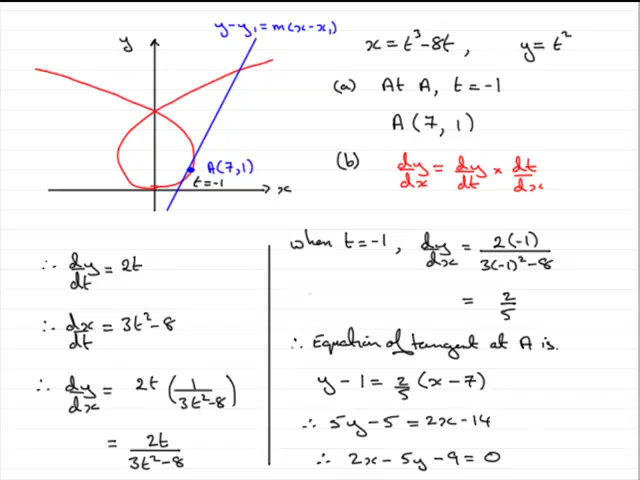 y
y-y₁=m(x-x₁)
A(7,1)
t=-1
x
x=t³-8t, y=t²
(a) At A, t=-1
A(7,1)
(b) dy/dx = dy/dt × dt/dx
∴ dy/dt = 2t
∴ dx/dt = 3t²-8
∴ dy/dx = 2t (1/(3t²-8))
= 2t/(3t²-8)
when t=-1, dy/dx = 2(-1)/(3(-1)²-8)
= 2/5
∴ Equation of tangent at A is.
y-1 = 2/5 (x-7)
∴ 5y-5 = 2x-14
∴ 2x-5y-9=0